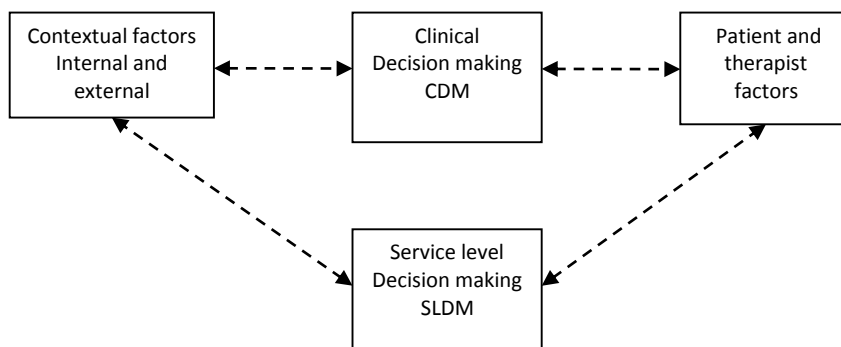 Contextual factors
Internal and
external
Clinical
Decision making
CDM
Patient and
therapist
factors
Service level
Decision making
SLDM